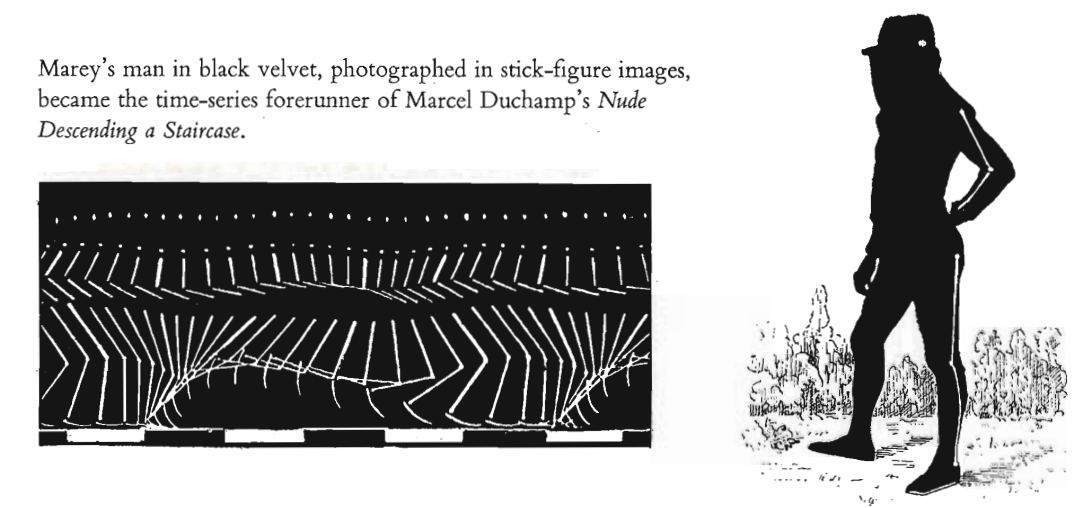 Marey's man in black velvet, photographed in stick-figure images,
became the time-series forerunner of Marcel Duchamp's Nude
Descending a Staircase.